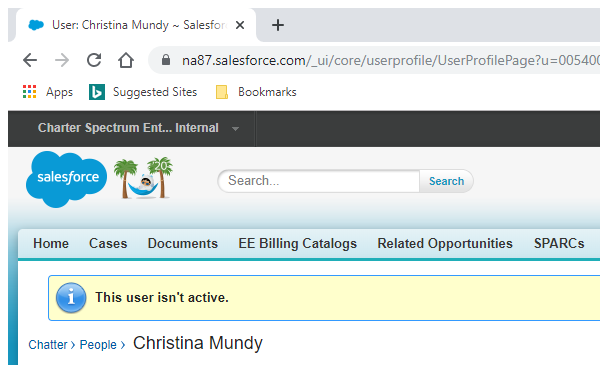 User: Christina Mundy ~ Salesfor
na87.salesforce.com/_ui/core/userprofile/UserProfilePage?u=005400
Apps Suggested Sites Bookmarks
Charter Spectrum Ent... Internal
salesforce 20 Search... Search
Home Cases Documents EE Billing Catalogs Related Opportunities SPARCs
This user isn't active.
Chatter › People › Christina Mundy